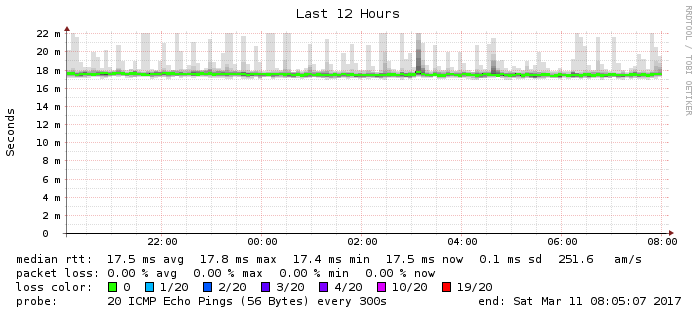 Last 12 Hours
RRDTOOL / TOBI OETIKER
Seconds
22 m
20 m
18 m
16 m
14 m
12 m
10 m
8 m
6 m
4 m
2 m
0
22:00 00:00 02:00 04:00 06:00 08:00
median rtt: 17.5 ms avg 17.8 ms max 17.4 ms min 17.5 ms now 0.1 ms sd 251.6 am/s
packet loss: 0.00 % avg 0.00 % max 0.00 % min 0.00 % now
loss color: 0 1/20 2/20 3/20 4/20 10/20 19/20
probe: 20 ICMP Echo Pings (56 Bytes) every 300s end: Sat Mar 11 08:05:07 2017